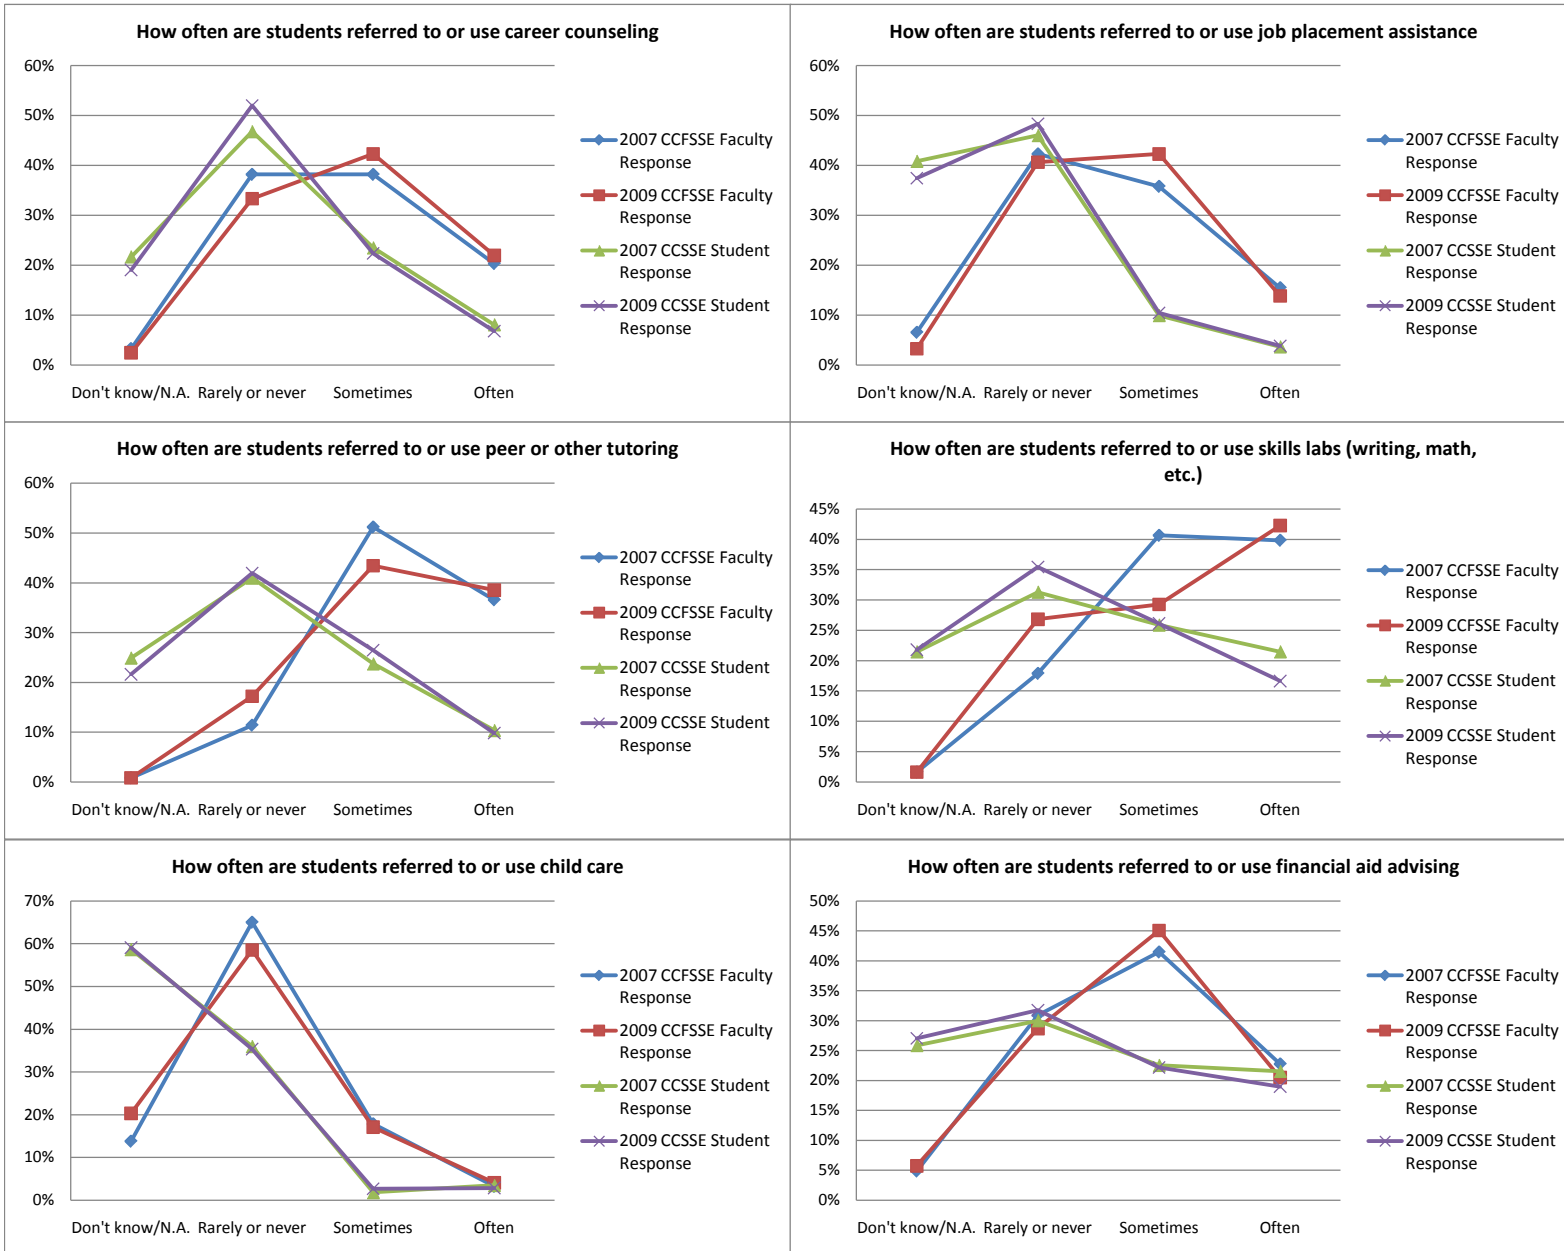 How often are students referred to or use career counseling
60%
50%
40%
30%
20%
10%
0%
Don't know/N.A. Rarely or never Sometimes Often
2007 CCFSSE Faculty
Response
2009 CCFSSE Faculty
Response
2007 CCSSE Student
Response
2009 CCSSE Student
Response
How often are students referred to or use job placement assistance
60%
50%
40%
30%
20%
10%
0%
Don't know/N.A. Rarely or never Sometimes Often
2007 CCFSSE Faculty
Response
2009 CCFSSE Faculty
Response
2007 CCSSE Student
Response
2009 CCSSE Student
Response
How often are students referred to or use peer or other tutoring
60%
50%
40%
30%
20%
10%
0%
Don't know/N.A. Rarely or never Sometimes Often
2007 CCFSSE Faculty
Response
2009 CCFSSE Faculty
Response
2007 CCSSE Student
Response
2009 CCSSE Student
Response
How often are students referred to or use skills labs (writing, math,
etc.)
45%
40%
35%
30%
25%
20%
15%
10%
5%
0%
Don't know/N.A. Rarely or never Sometimes Often
2007 CCFSSE Faculty
Response
2009 CCFSSE Faculty
Response
2007 CCSSE Student
Response
2009 CCSSE Student
Response
How often are students referred to or use child care
70%
60%
50%
40%
30%
20%
10%
0%
Don't know/N.A. Rarely or never Sometimes Often
2007 CCFSSE Faculty
Response
2009 CCFSSE Faculty
Response
2007 CCSSE Student
Response
2009 CCSSE Student
Response
How often are students referred to or use financial aid advising
50%
45%
40%
35%
30%
25%
20%
15%
10%
5%
0%
Don't know/N.A. Rarely or never Sometimes Often
2007 CCFSSE Faculty
Response
2009 CCFSSE Faculty
Response
2007 CCSSE Student
Response
2009 CCSSE Student
Response